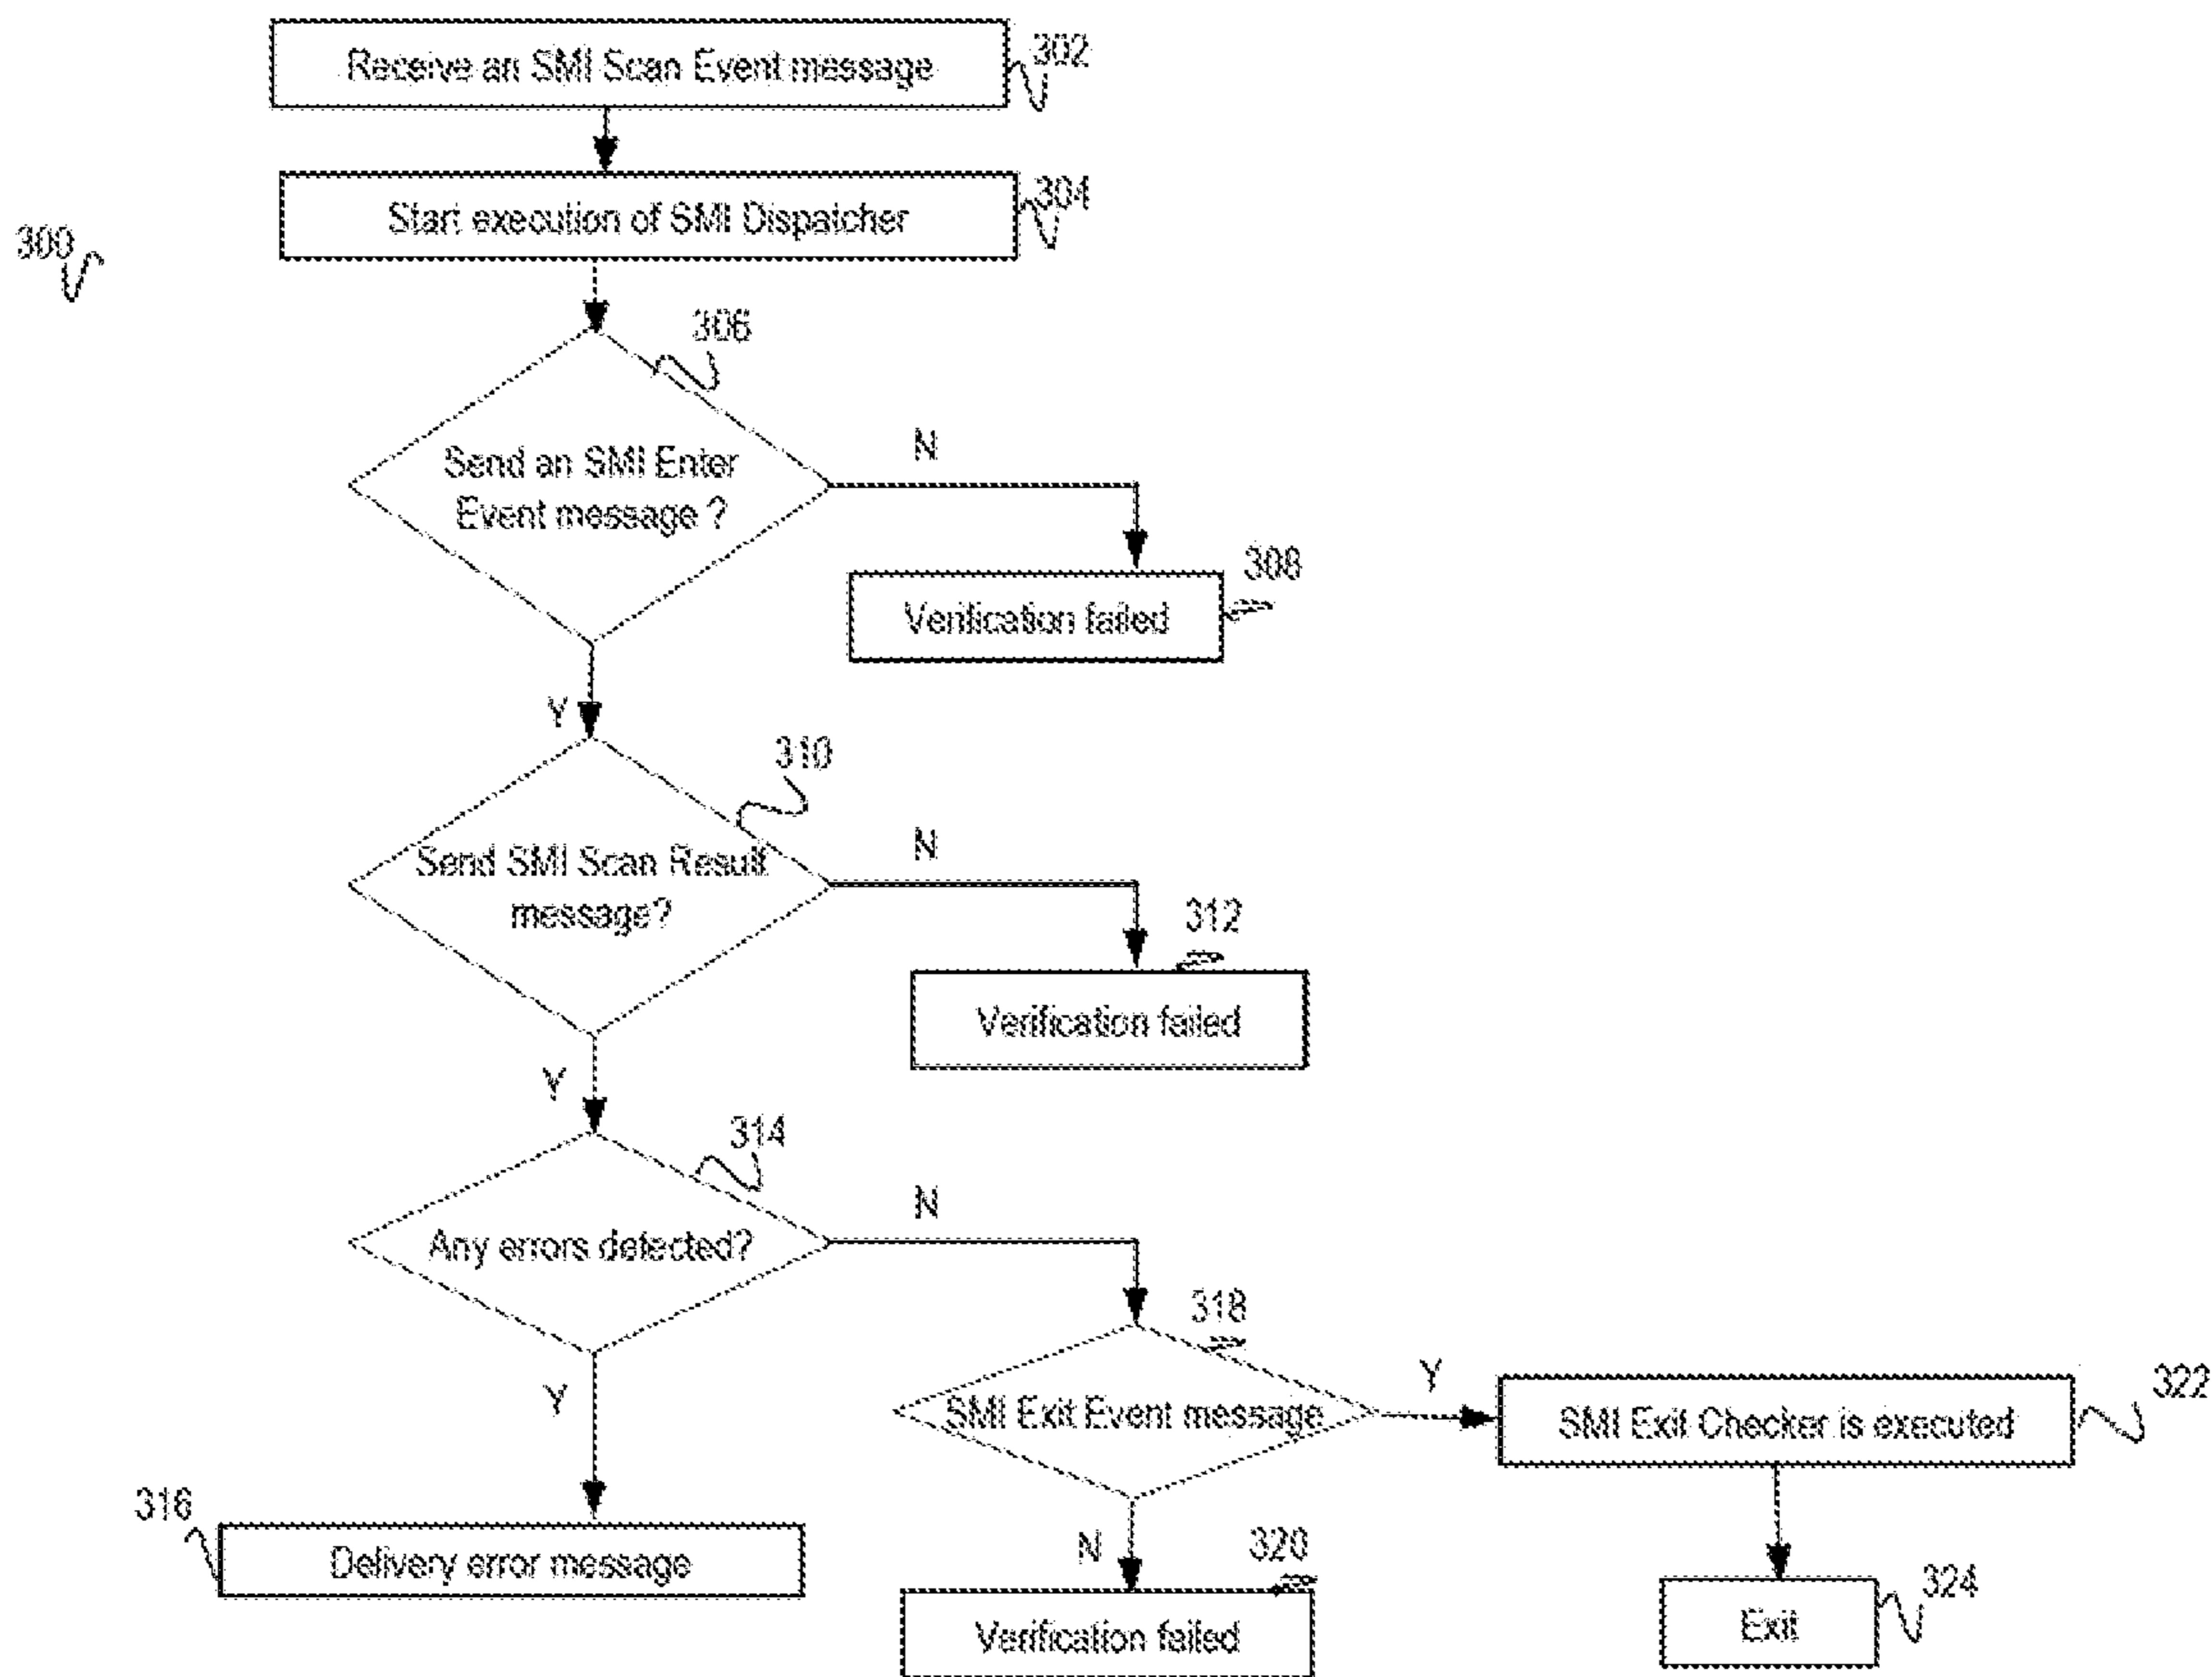 Receive an SMI Scan Event message
302
Start execution of SMI Dispatcher
304
300
306
Send an SMI Enter
Event message ?
N
308
Verification failed
Y
310
Send SMI Scan Result
message?
N
312
Verification failed
Y
314
Any errors detected?
N
318
Y
SMI Exit Event message
Y
SMI Exit Checker is executed
322
316
Delivery error message
N
320
Verification failed
Exit
324